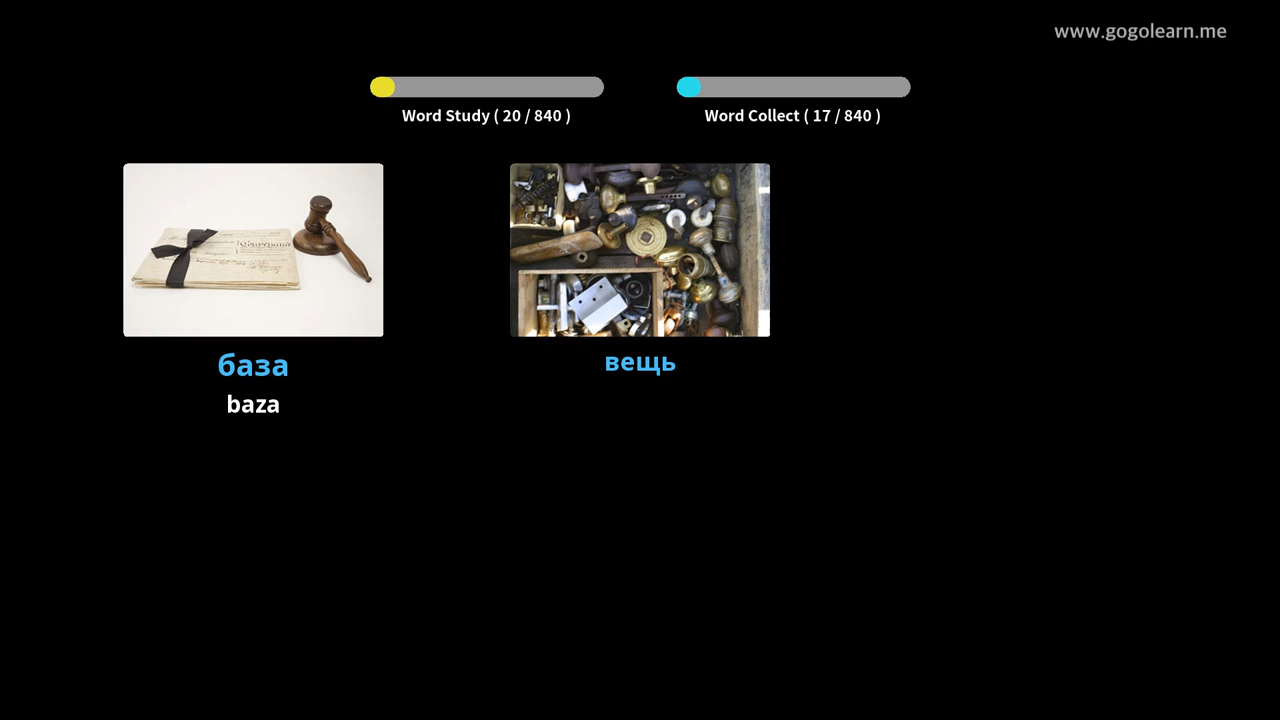 www.gogolearn.me
Word Study ( 20 / 840 )
Word Collect ( 17 / 840 )
база
baza
вещь